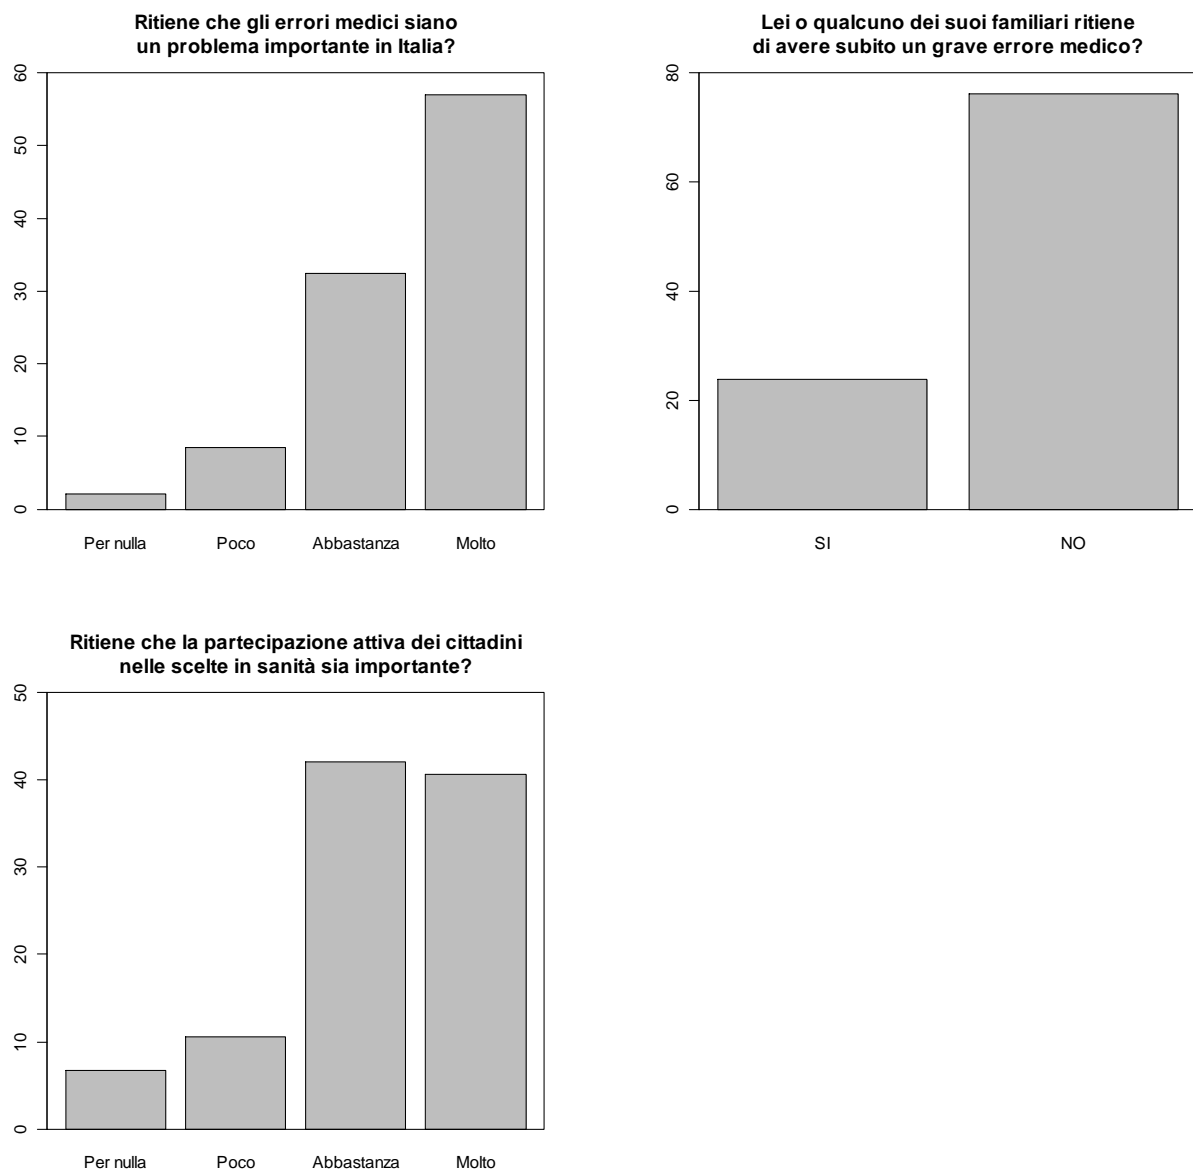 Ritiene che gli errori medici siano
un problema importante in Italia?
60
50
40
30
20
10
0
Per nulla Poco Abbastanza Molto
Lei o qualcuno dei suoi familiari ritiene
di avere subito un grave errore medico?
80
60
40
20
0
SI NO
Ritiene che la partecipazione attiva dei cittadini
nelle scelte in sanità sia importante?
50
40
30
20
10
0
Per nulla Poco Abbastanza Molto